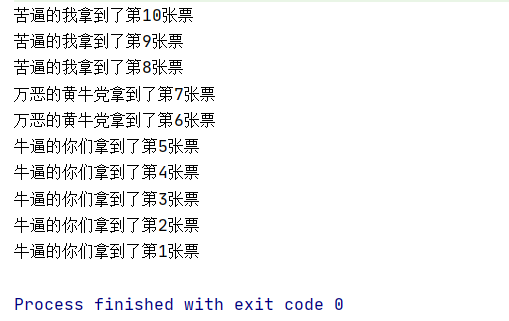 苦逼的我拿到了第10张票
苦逼的我拿到了第9张票
苦逼的我拿到了第8张票
万恶的黄牛党拿到了第7张票
万恶的黄牛党拿到了第6张票
牛逼的你们拿到了第5张票
牛逼的你们拿到了第4张票
牛逼的你们拿到了第3张票
牛逼的你们拿到了第2张票
牛逼的你们拿到了第1张票
Process finished with exit code 0